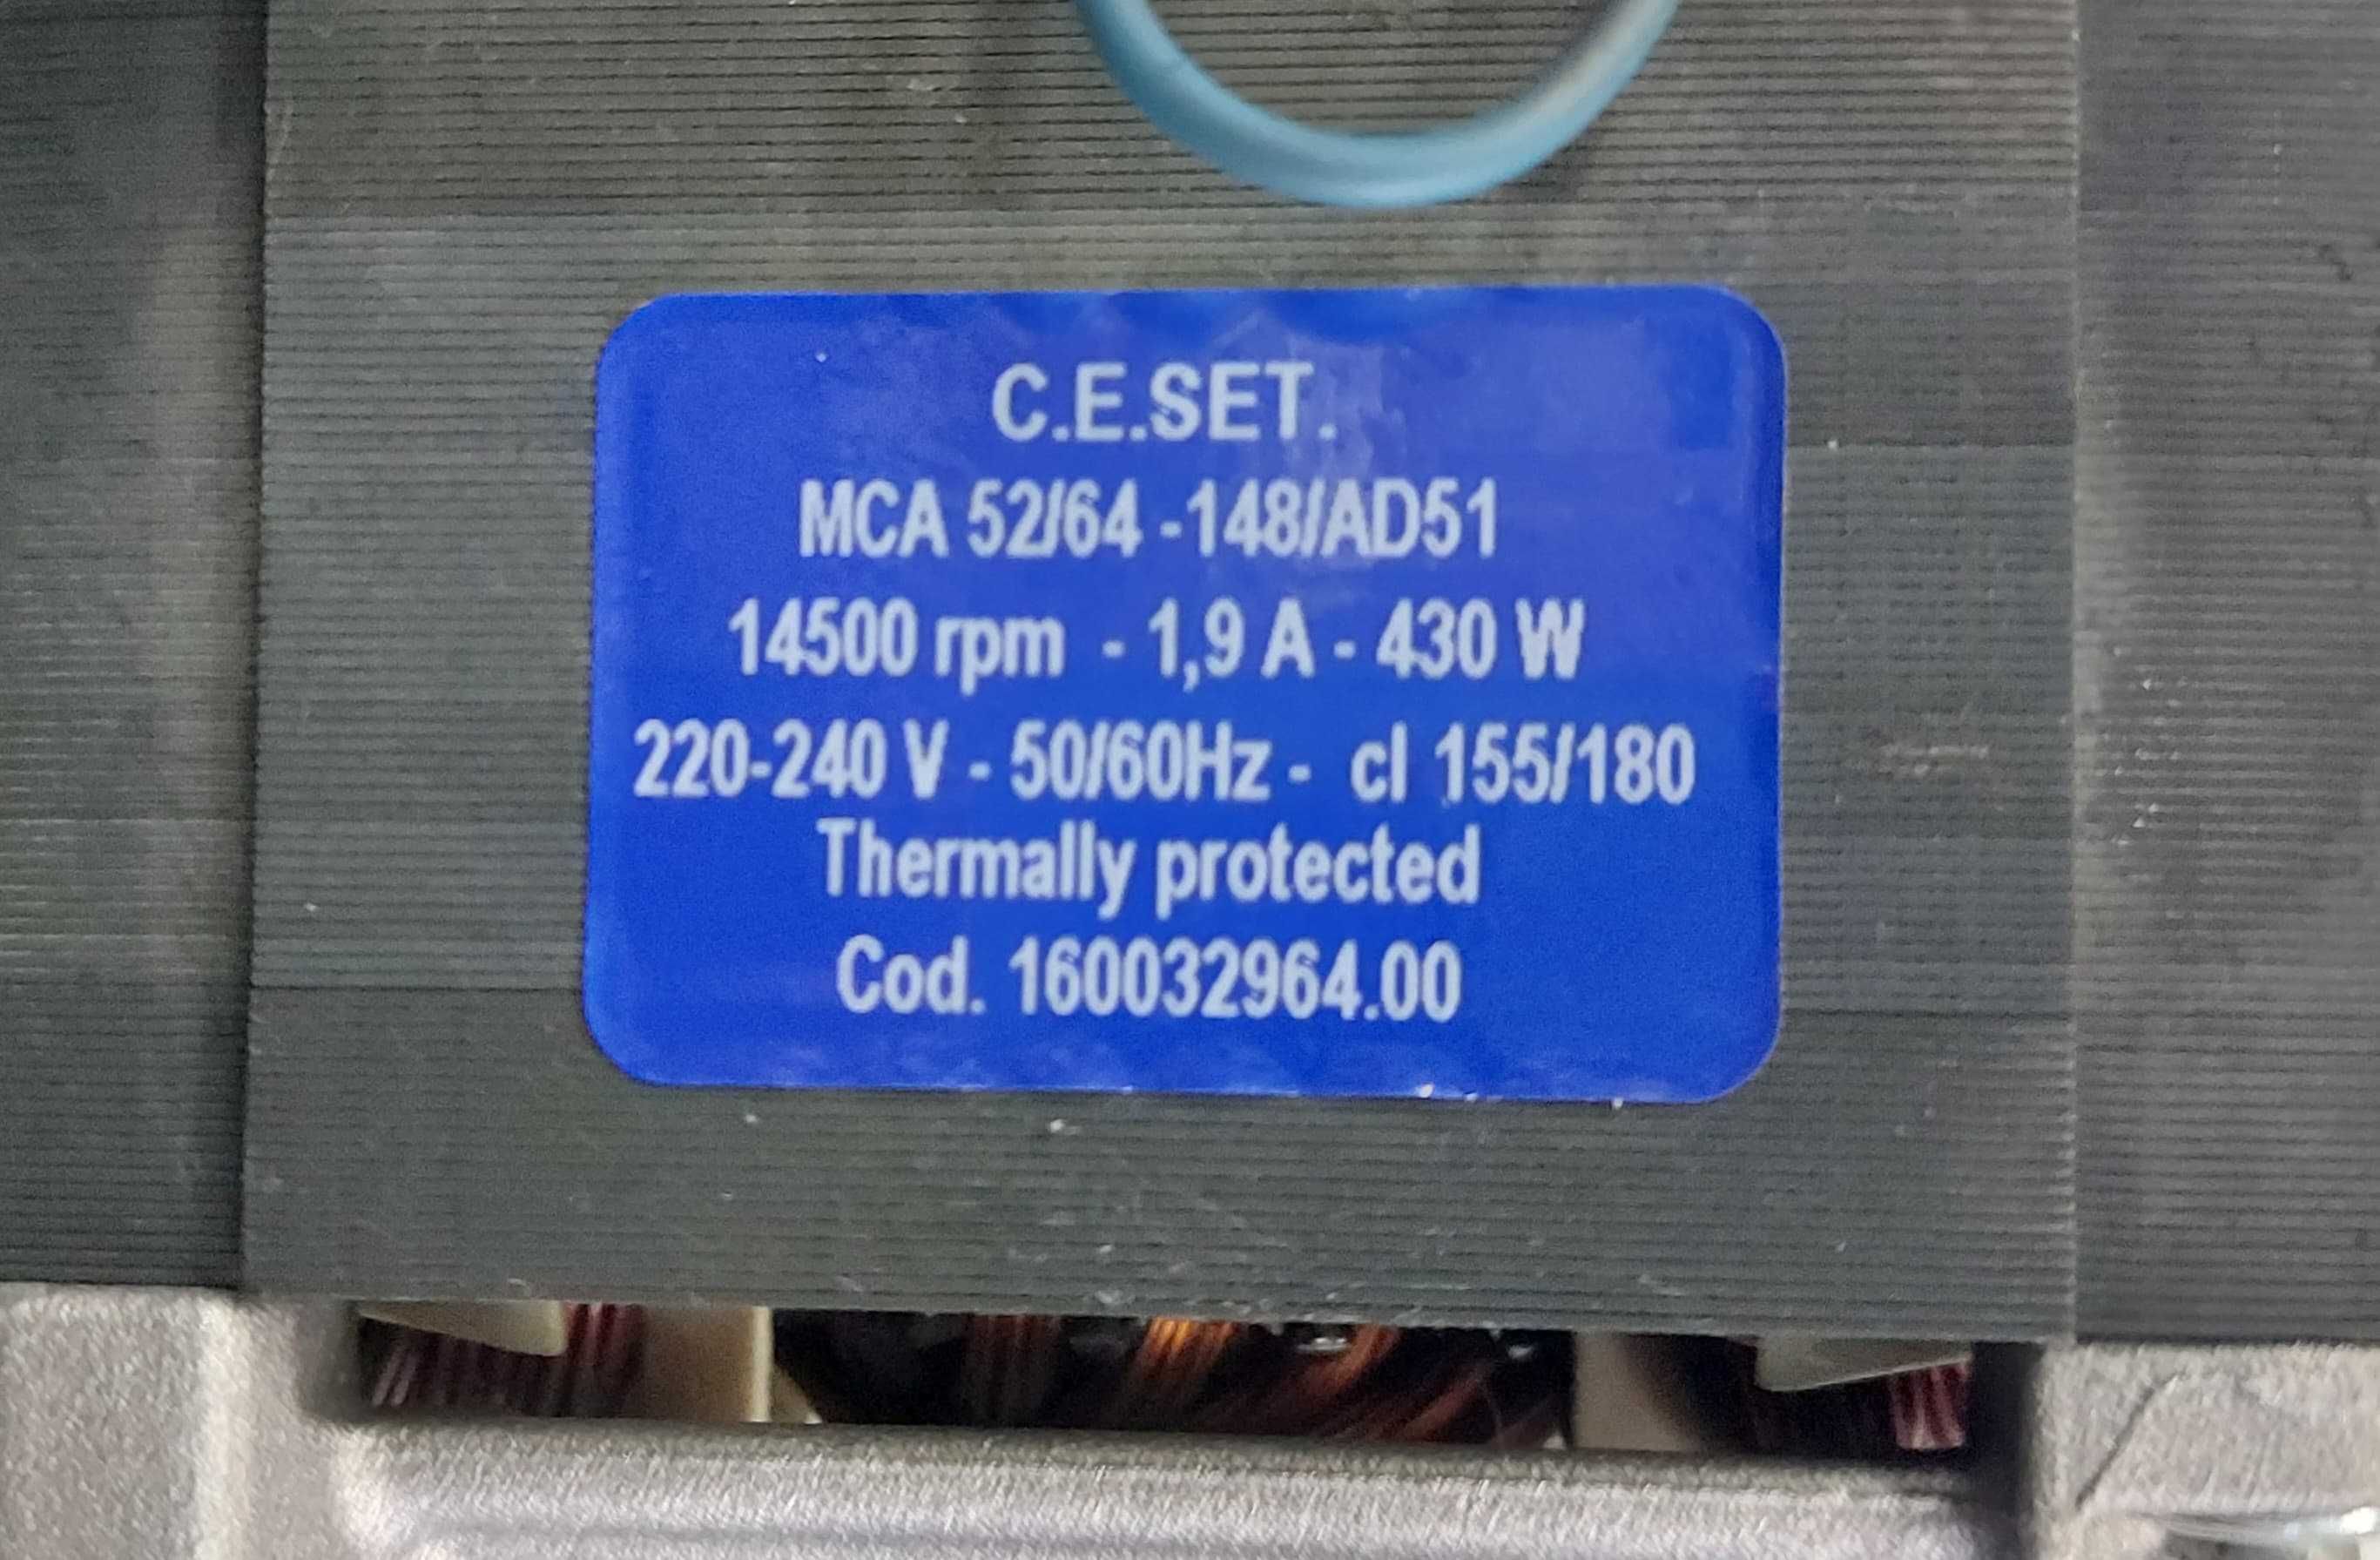 C.E.SET.
MCA 52/64 -148/AD51
14500 rpm - 1,9 A - 430 W
220-240 V - 50/60Hz - cl 155/180
Thermally protected
Cod. 160032964.00